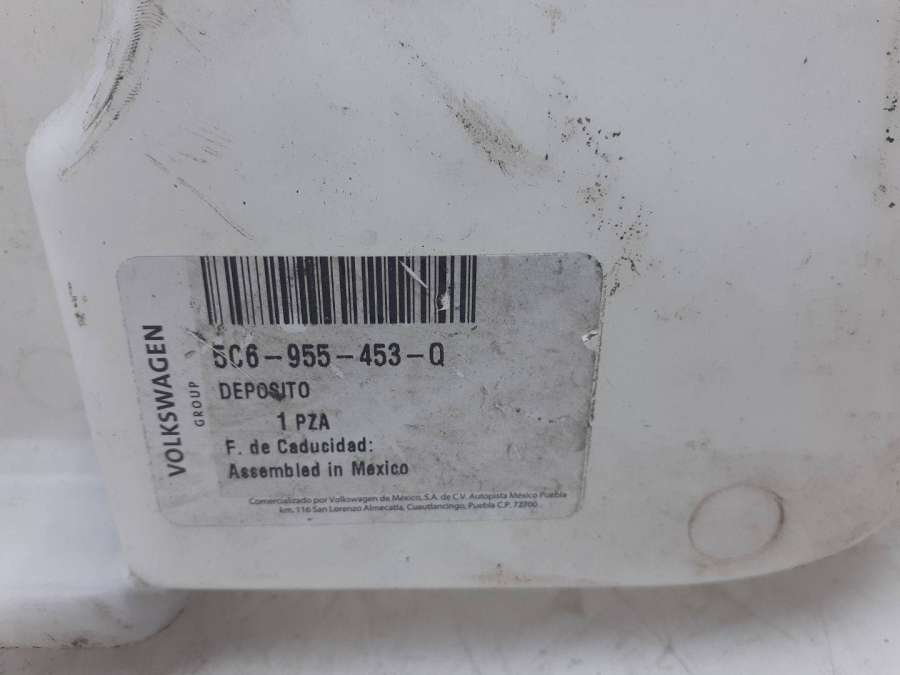 VOLKSWAGEN
GROUP
5C6-955-453-Q
DEPOSITO
1 PZA
F. de Caducidad:
Assembled in Mexico
Comercializado por Volkswagen de México, S.A. de C.V. Autopista México Puebla
km. 116 San Lorenzo Almecatla, Cuautlancingo, Puebla C.P. 72700